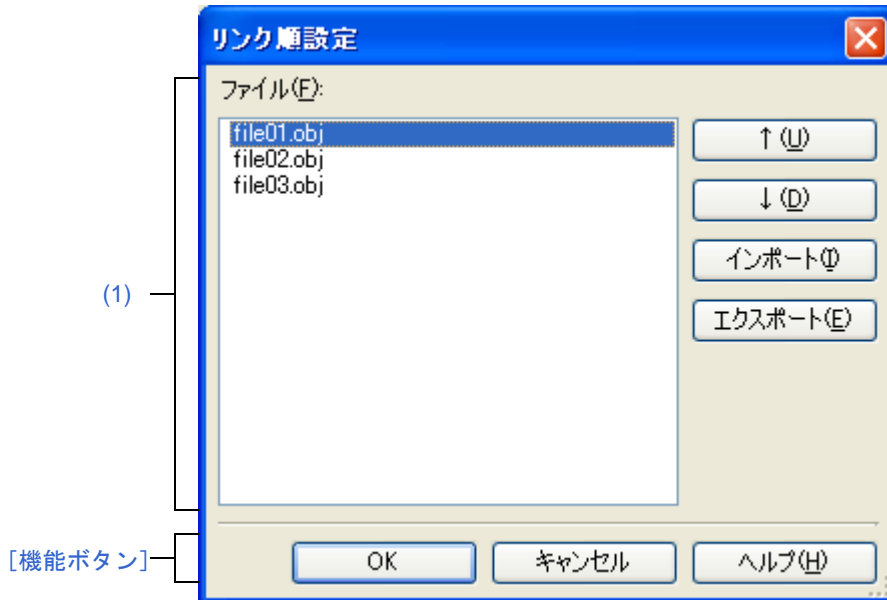 リンク順設定
ファイル(F):
file01.obj
file02.obj
file03.obj
↑(U)
↓(D)
インポート(I)
エクスポート(E)
(1)
[機能ボタン]
OK
キャンセル
ヘルプ(H)